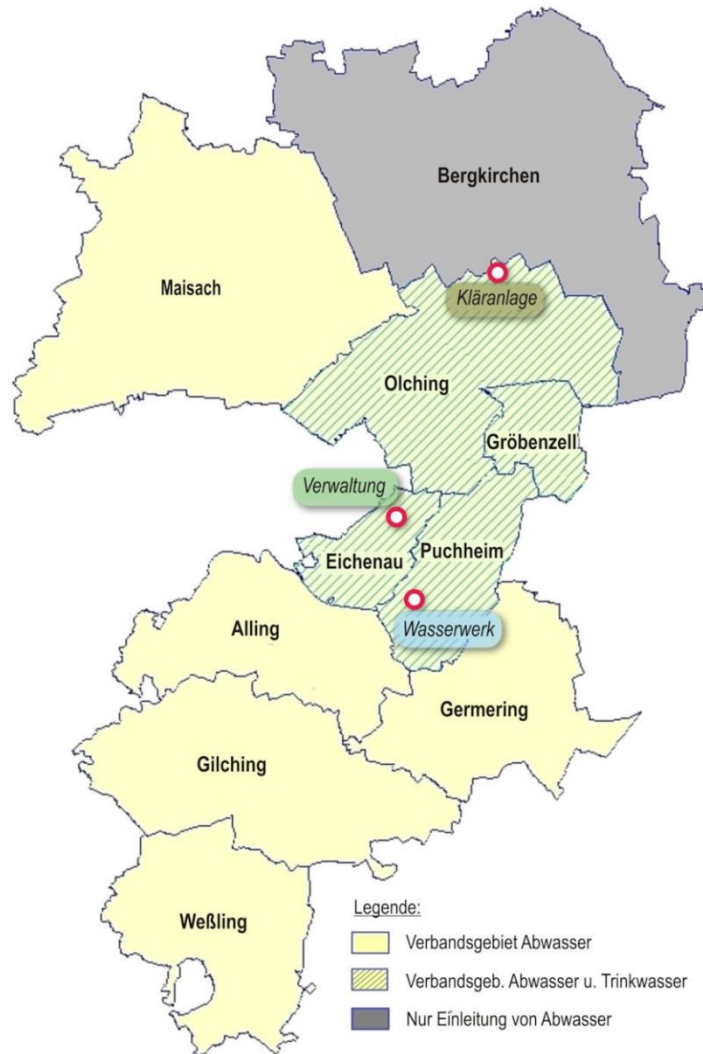 Bergkirchen
Maisach
Kläranlage
Olching
Gröbenzell
Verwaltung
Eichenau
Puchheim
Alling
Wasserwerk
Germering
Gilching
Weßling
Legende:
Verbandsgebiet Abwasser
Verbandsgeb. Abwasser u. Trinkwasser
Nur Einleitung von Abwasser